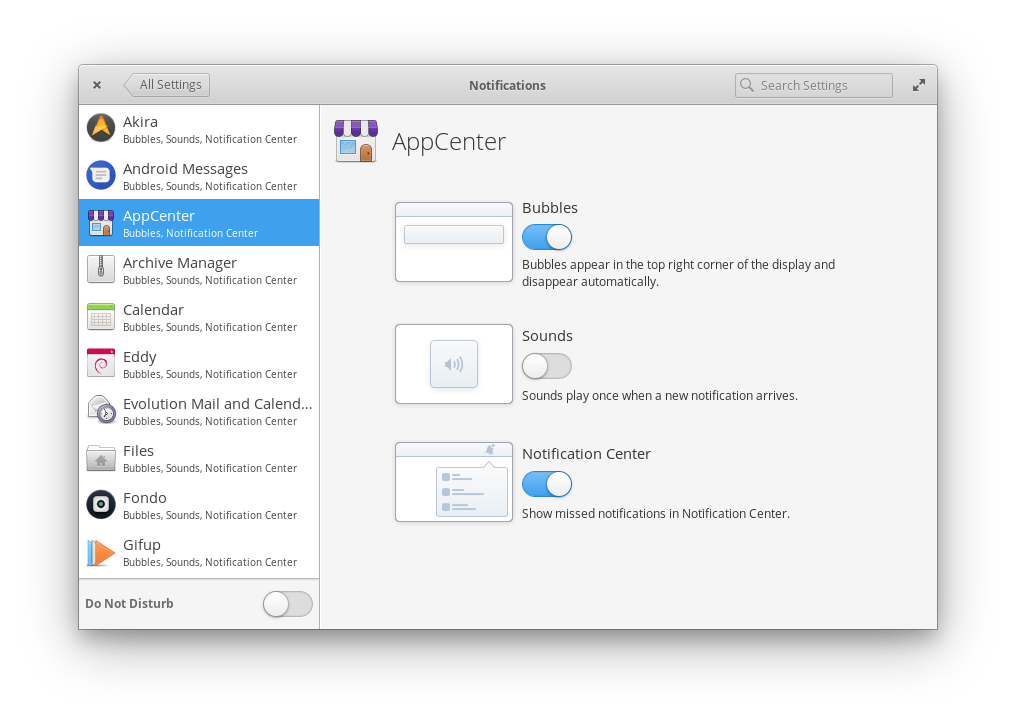 All Settings
Notifications
Search Settings
Akira
Bubbles, Sounds, Notification Center
Android Messages
Bubbles, Sounds, Notification Center
AppCenter
Bubbles, Notification Center
Archive Manager
Bubbles, Sounds, Notification Center
Calendar
Bubbles, Sounds, Notification Center
Eddy
Bubbles, Sounds, Notification Center
Evolution Mail and Calend...
Bubbles, Sounds, Notification Center
Files
Bubbles, Sounds, Notification Center
Fondo
Bubbles, Sounds, Notification Center
Gifup
Bubbles, Sounds, Notification Center
Do Not Disturb
AppCenter
Bubbles
Bubbles appear in the top right corner of the display and
disappear automatically.
Sounds
Sounds play once when a new notification arrives.
Notification Center
Show missed notifications in Notification Center.